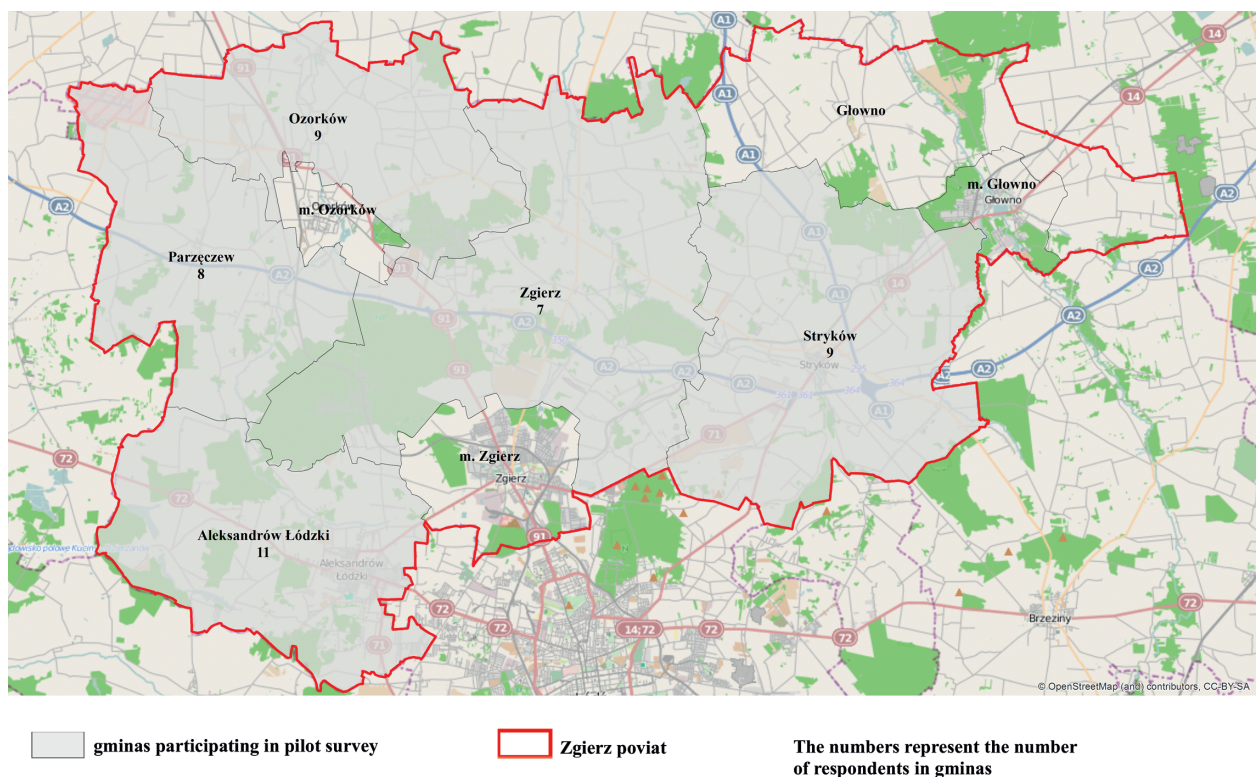 A1
14
91
Ozorków
9
Głowno
14
A1
A2
m. Głowno
Głowno
m. Ozorków
Parzęczew
8
A2
91
Zgierz
7
A1
14
A2
A2
91
A2
Stryków
9
Stryków
A2
A2
91
A2
A1
71
72
m. Zgierz
Zgierz
72
Aleksandrów Łódzki
11
Aleksandrów
Łódzki
91
72
72
14;72
72
72
72
71
Brzeziny
© OpenStreetMap (and) contributors, CC-BY-SA
gminas participating in pilot survey
Zgierz poviat
The numbers represent the number
of respondents in gminas